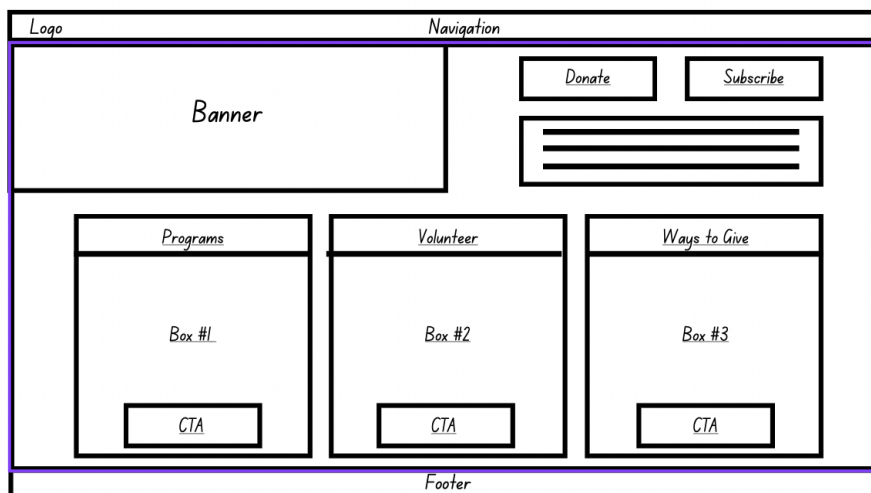 Logo
Navigation
Banner
Donate
Subscribe
Programs
Volunteer
Ways to Give
Box #1
Box #2
Box #3
CTA
CTA
CTA
Footer